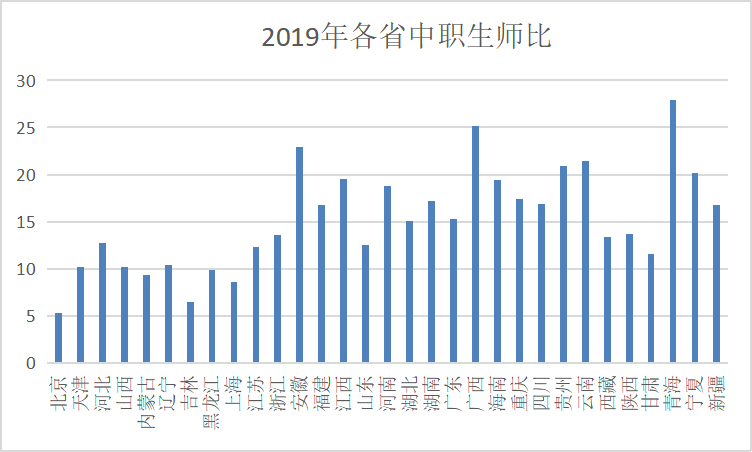 2019年各省中职生师比
30
25
20
15
10
5
0
北京
天津
河北
山西
内蒙古
辽宁
吉林
黑龙江
上海
江苏
浙江
安徽
福建
江西
山东
河南
湖北
湖南
广东
广西
海南
重庆
四川
贵州
云南
西藏
陕西
甘肃
青海
宁夏
新疆